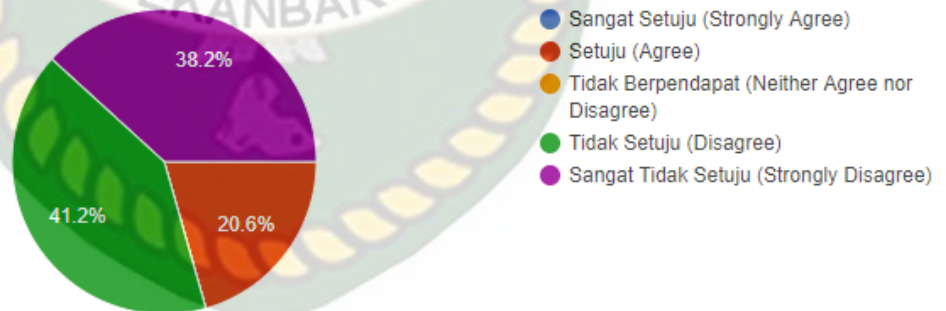 38.2%
41.2%
20.6%
Sangat Setuju (Strongly Agree)
Setuju (Agree)
Tidak Berpendapat (Neither Agree nor
Disagree)
Tidak Setuju (Disagree)
Sangat Tidak Setuju (Strongly Disagree)